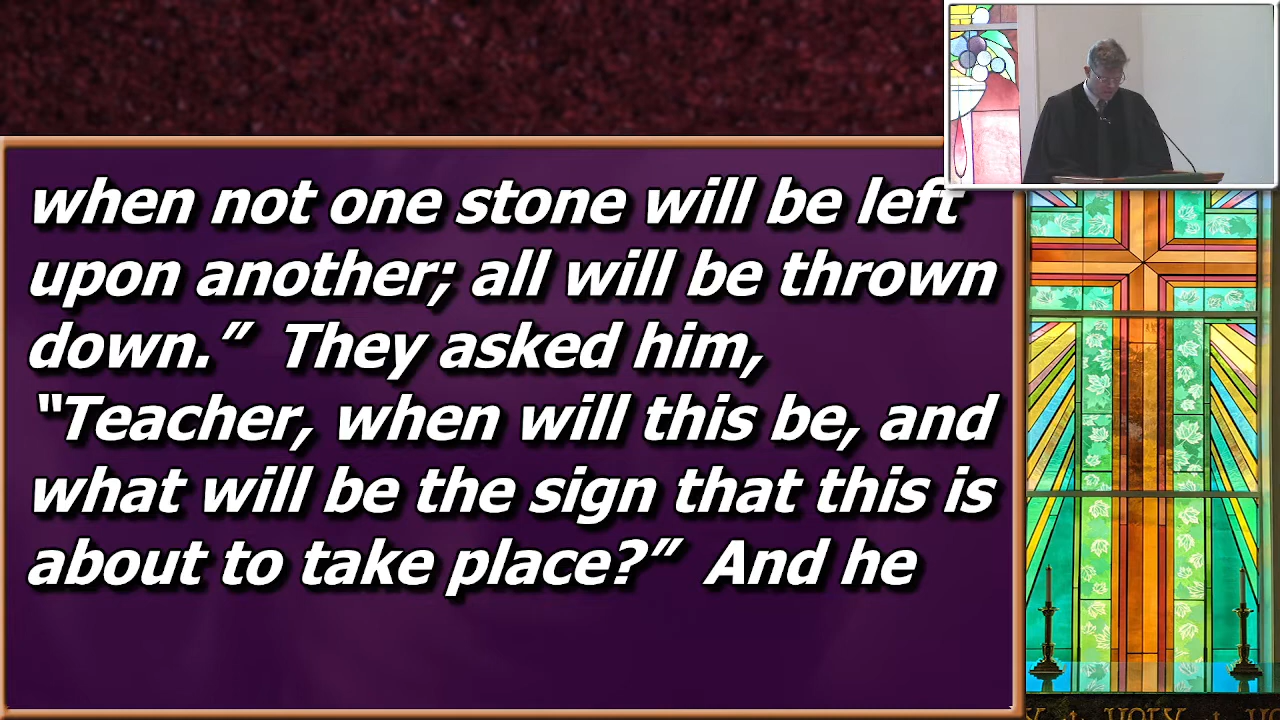 when not one stone will be left
upon another; all will be thrown
down.” They asked him,
“Teacher, when will this be, and
what will be the sign that this is
about to take place?” And he
HOLY